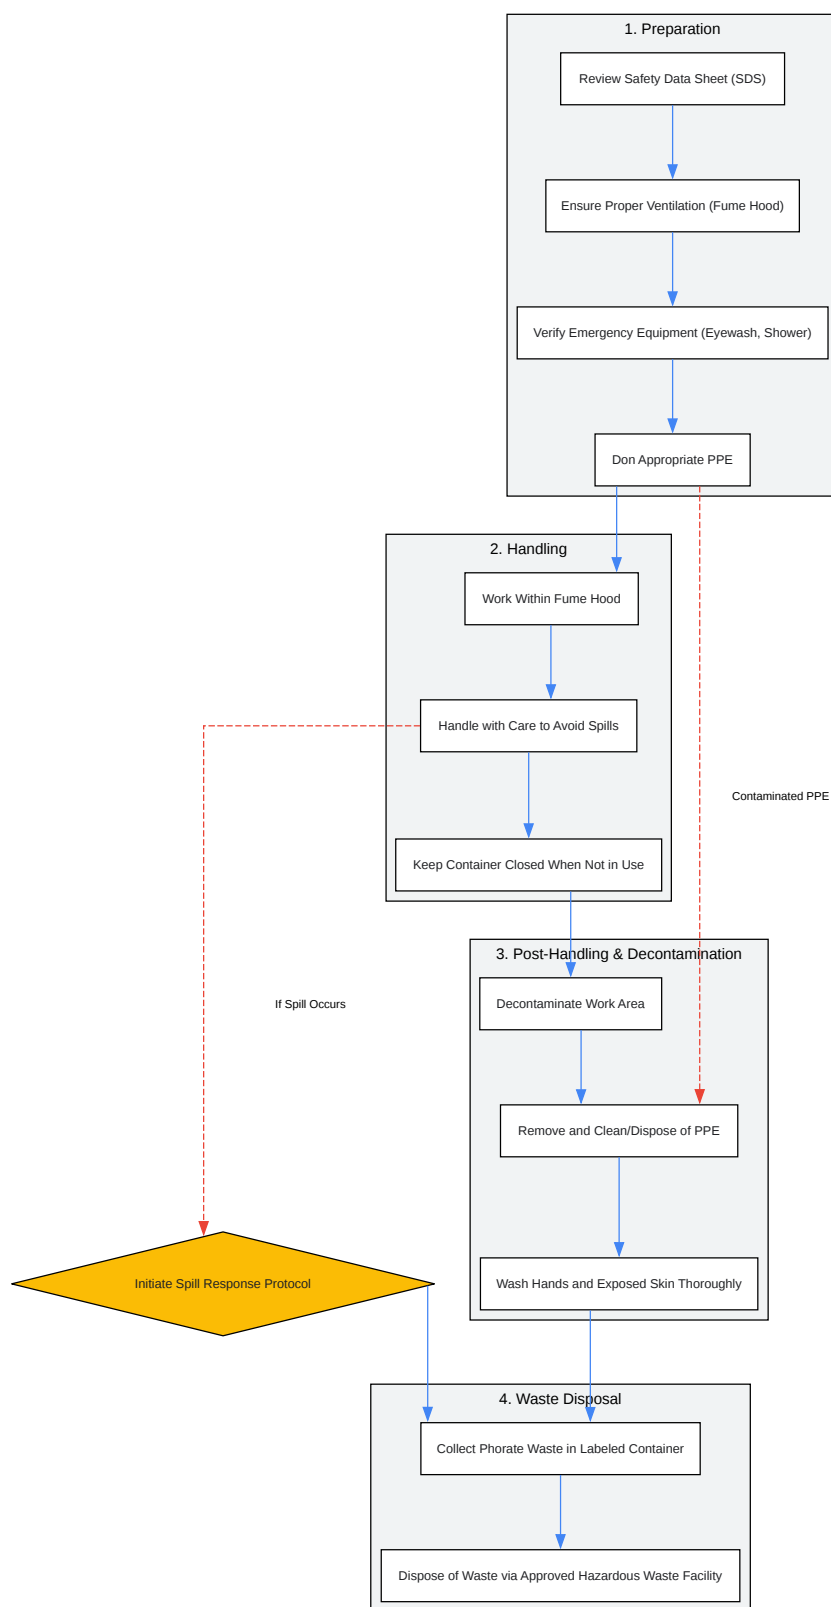 1. Preparation
Review Safety Data Sheet (SDS)
Ensure Proper Ventilation (Fume Hood)
Verify Emergency Equipment (Eyewash, Shower)
Don Appropriate PPE
2. Handling
Work Within Fume Hood
Handle with Care to Avoid Spills
Contaminated PPE
Keep Container Closed When Not in Use
3. Post-Handling & Decontamination
Decontaminate Work Area
If Spill Occurs
Remove and Clean/Dispose of PPE
Initiate Spill Response Protocol
Wash Hands and Exposed Skin Thoroughly
4. Waste Disposal
Collect Phorate Waste in Labeled Container
Dispose of Waste via Approved Hazardous Waste Facility